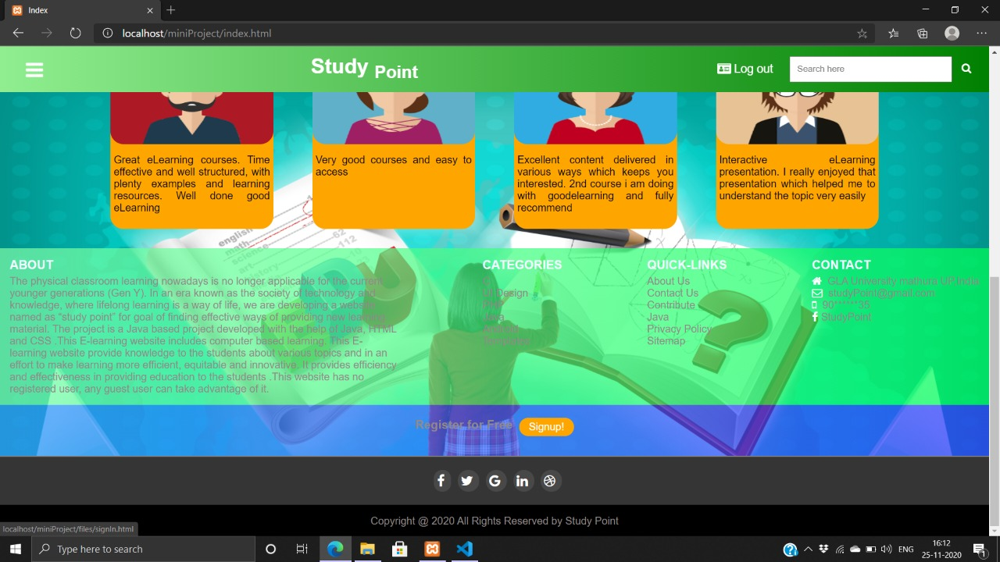 Index
localhost/miniProject/index.html
Study Point
Log out
Search here
Great eLearning courses. Time
effective and well structured, with
plenty examples and learning
resources. Well done good
eLearning
Very good courses and easy to
access
Excellent content delivered in
various ways which keeps you
interested. 2nd course i am doing
with goodelearning and fully
recommend
Interactive eLearning
presentation. I really enjoyed that
presentation which helped me to
understand the topic very easily
english
math
science
62
112
ABOUT
The physical classroom learning nowadays is no longer applicable for the current
younger generations (Gen Y). In an era known as the society of technology and
knowledge, where lifelong learning is a way of life, we are developing a website
named as “study point” for goal of finding effective ways of providing new learning
material. The project is a Java based project developed with the help of Java, HTML
and CSS .This E-learning website includes computer based learning. This E-
learning website provide knowledge to the students about various topics and in an
effort to make learning more efficient, equitable and innovative. It provides efficiency
and effectiveness in providing education to the students .This website has no
registered user, any guest user can take advantage of it.
CATEGORIES
UI Design
Java
Android
Templates
QUICK-LINKS
About Us
Contact Us
Contribute
Java
Privacy Policy
Sitemap
CONTACT
GLA University mathura UP,India
studyPoint@gmail.com
90******35
StudyPoint
Register for Free
Signup!
Copyright @ 2020 All Rights Reserved by Study Point
localhost/miniProject/files/signIn.html
Type here to search
ENG
16:12
25-11-2020
1